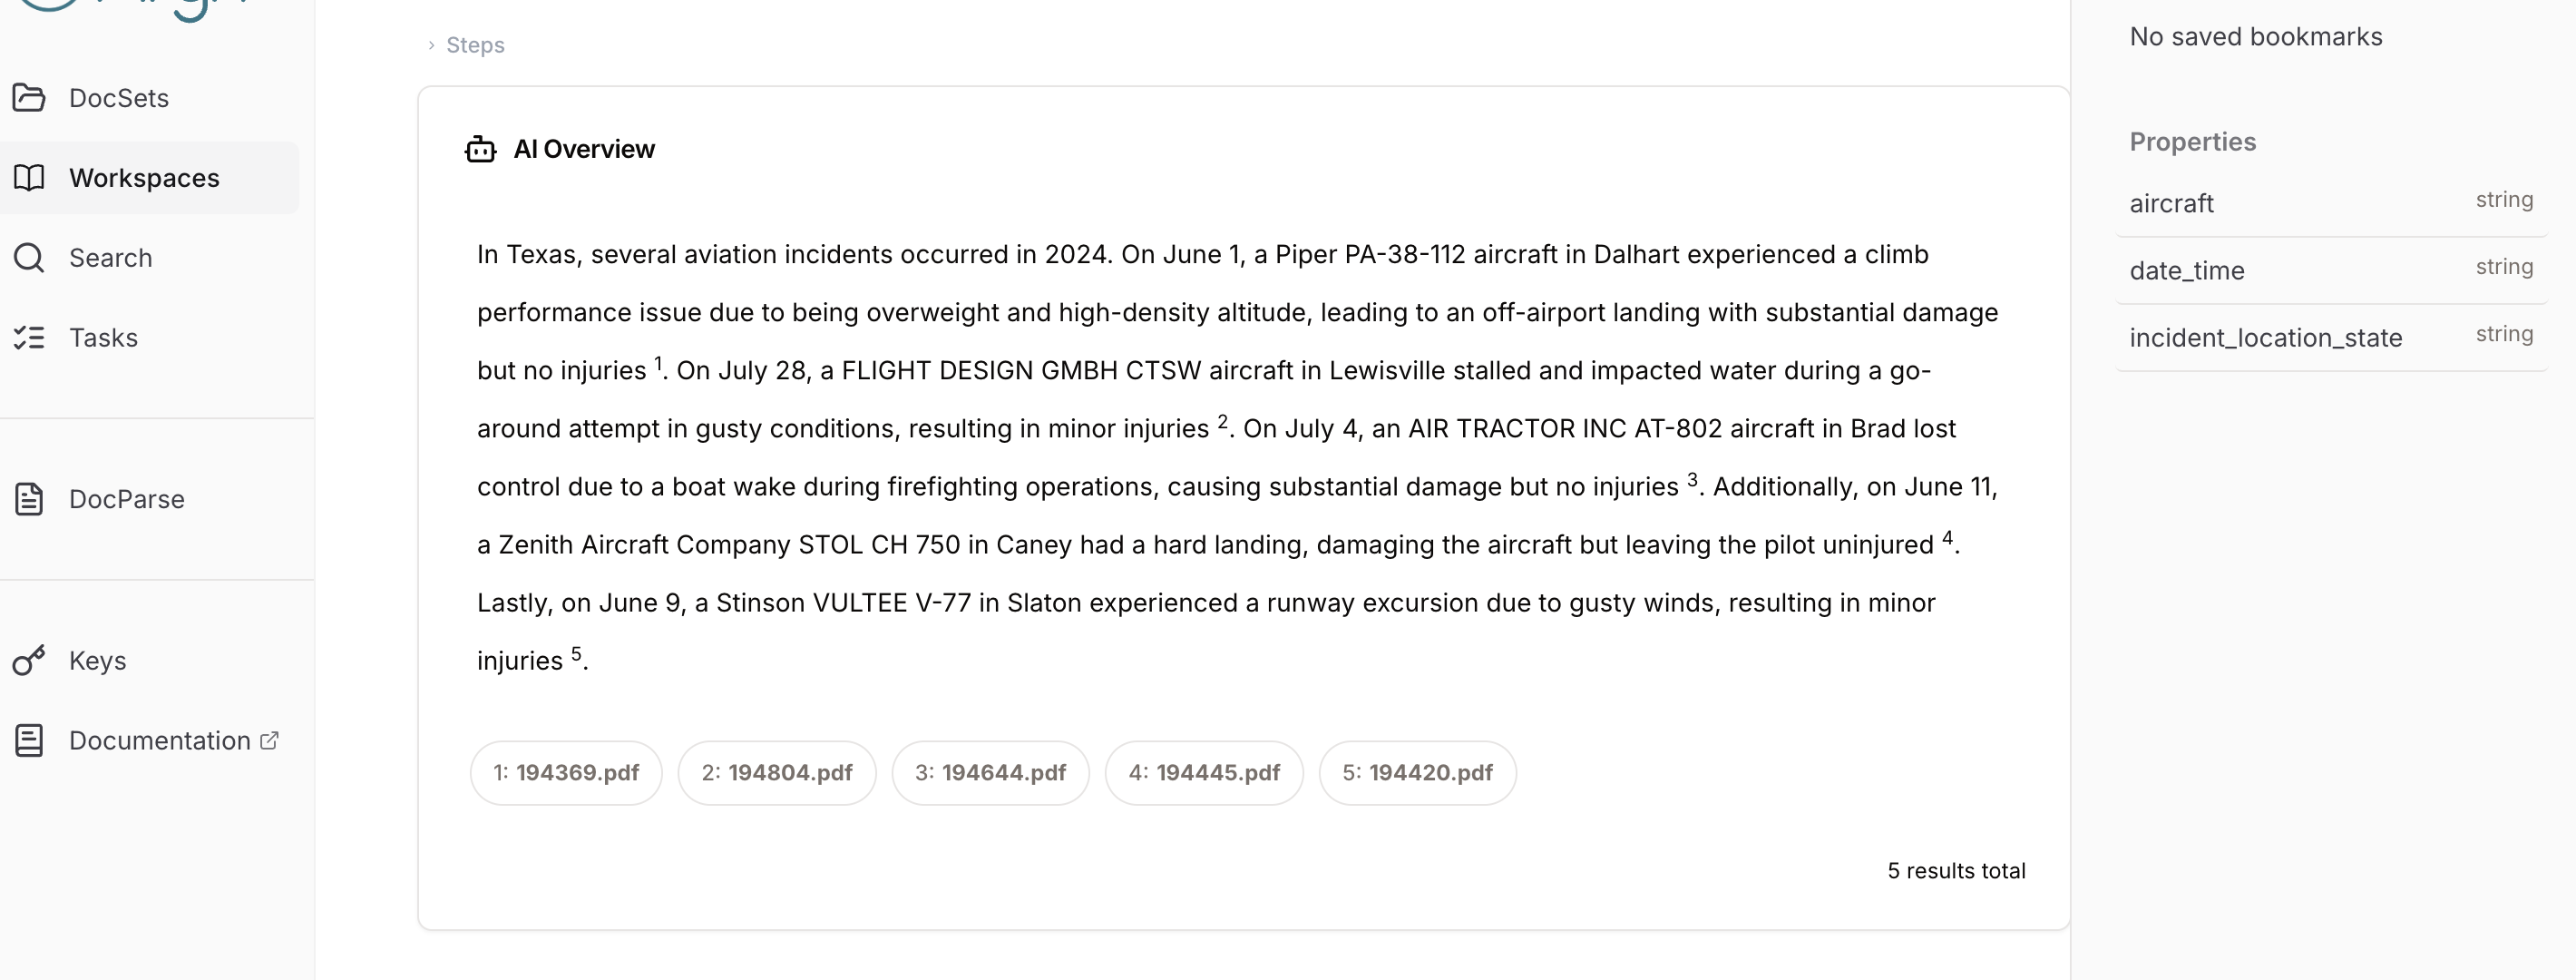 DocSets
Workspaces
Search
Tasks
DocParse
Keys
Documentation
Steps
AI Overview
In Texas, several aviation incidents occurred in 2024. On June 1, a Piper PA-38-112 aircraft in Dalhart experienced a climb
performance issue due to being overweight and high-density altitude, leading to an off-airport landing with substantial damage
but no injuries 1. On July 28, a FLIGHT DESIGN GMBH CTSW aircraft in Lewisville stalled and impacted water during a go-
around attempt in gusty conditions, resulting in minor injuries 2. On July 4, an AIR TRACTOR INC AT-802 aircraft in Brad lost
control due to a boat wake during firefighting operations, causing substantial damage but no injuries 3. Additionally, on June 11,
a Zenith Aircraft Company STOL CH 750 in Caney had a hard landing, damaging the aircraft but leaving the pilot uninjured 4.
Lastly, on June 9, a Stinson VULTEE V-77 in Slaton experienced a runway excursion due to gusty winds, resulting in minor
injuries 5.
1: 194369.pdf 2: 194804.pdf 3: 194644.pdf 4: 194445.pdf 5: 194420.pdf
5 results total
No saved bookmarks
Properties
aircraft string
date_time string
incident_location_state string